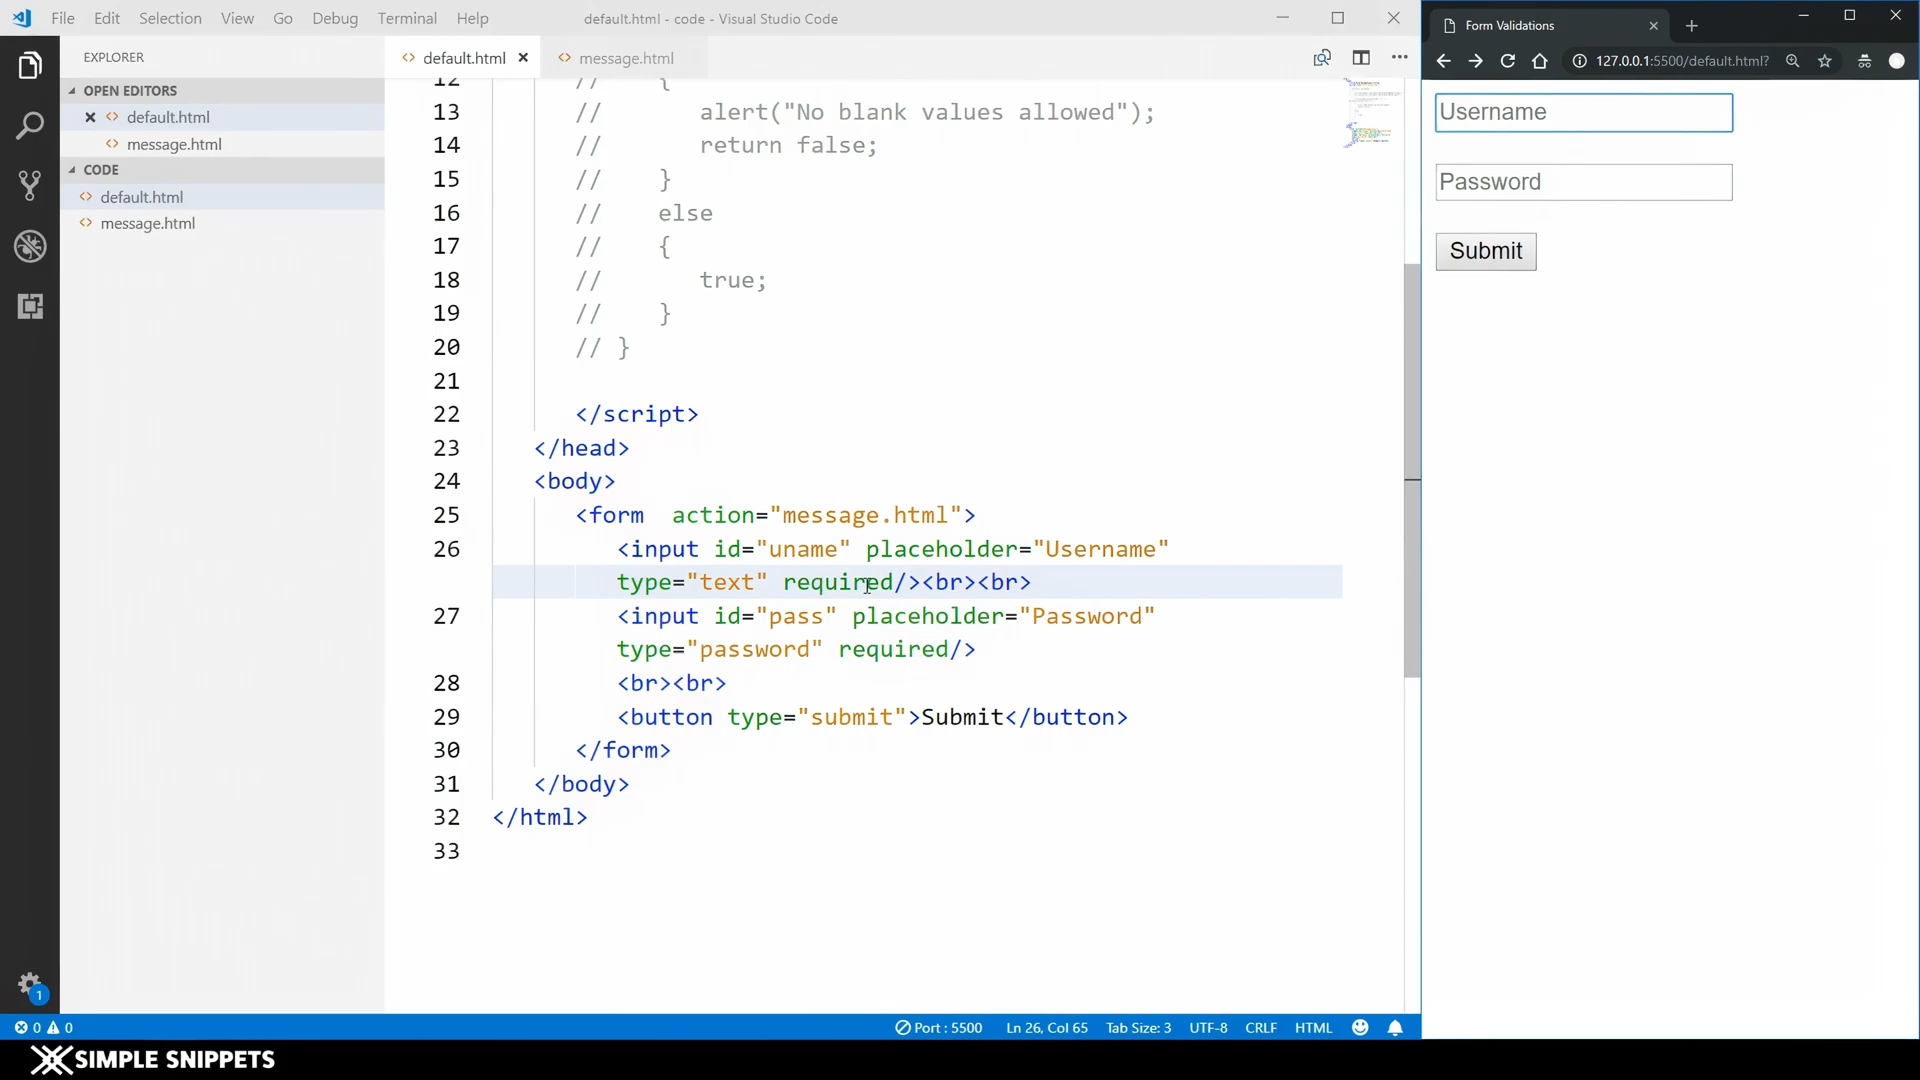 File Edit Selection View Go Debug Terminal Help
default.html - code - Visual Studio Code
EXPLORER
OPEN EDITORS
default.html
message.html
CODE
default.html
message.html
1
default.html
message.html
12 // {
13 // alert("No blank values allowed");
14 // return false;
15 // }
16 // else
17 // {
18 // true;
19 // }
20 // }
21
22 </script>
23 </head>
24 <body>
25 <form action="message.html">
26 <input id="uname" placeholder="Username"
type="text" required/><br><br>
27 <input id="pass" placeholder="Password"
type="password" required/>
28 <br><br>
29 <button type="submit">Submit</button>
30 </form>
31 </body>
32 </html>
33
0 0
Port : 5500 Ln 26, Col 65 Tab Size: 3 UTF-8 CRLF HTML
Form Validations
127.0.0.1:5500/default.html?
Username
Password
Submit
SIMPLE SNIPPETS